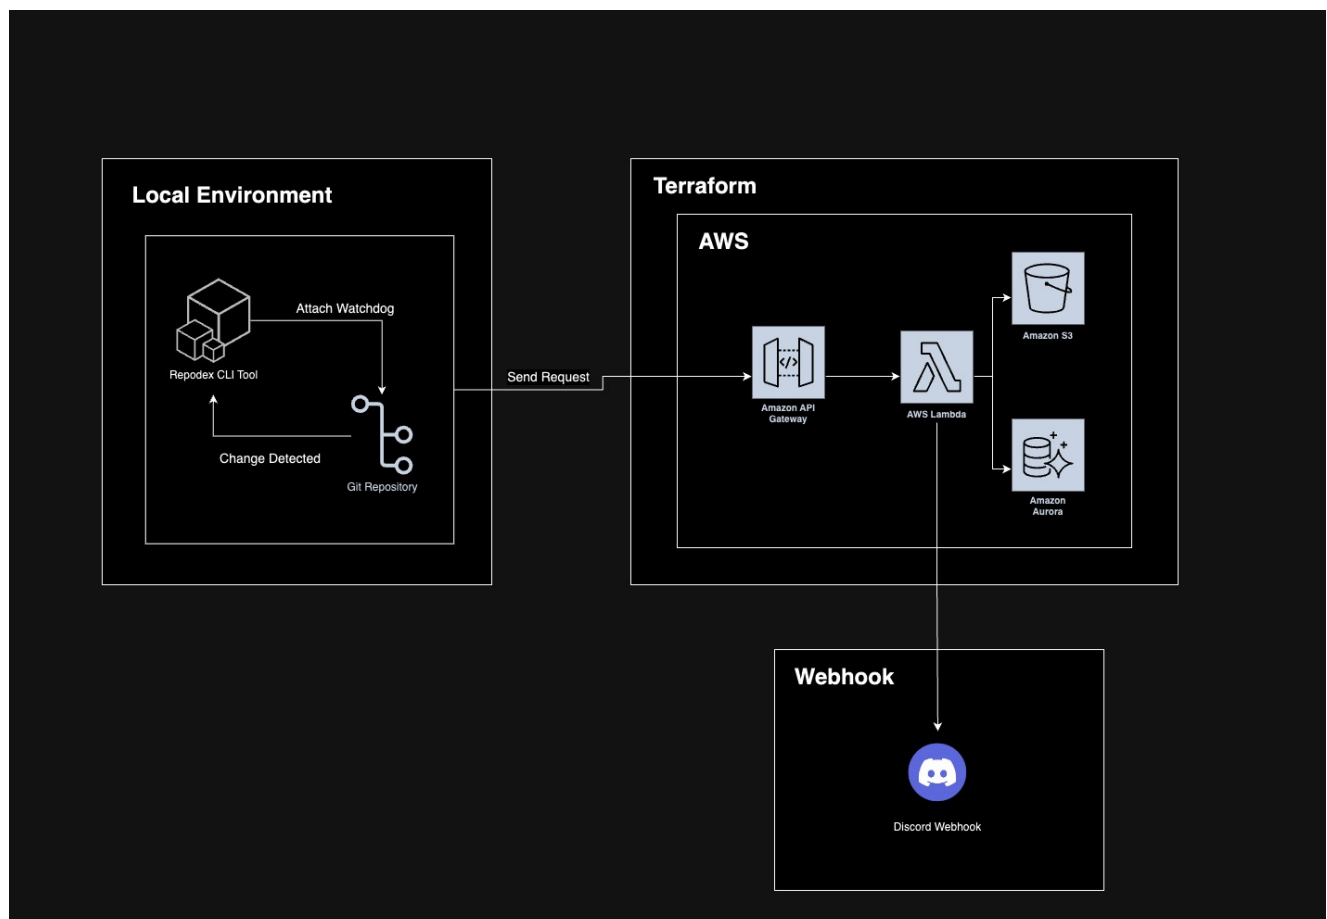 Local Environment
Attach Watchdog
Repodex CLI Tool
Change Detected
Git Repository
Send Request
Terraform
AWS
Amazon API
Gateway
</>
AWS Lambda
Amazon S3
Amazon
Aurora
Webhook
Discord Webhook